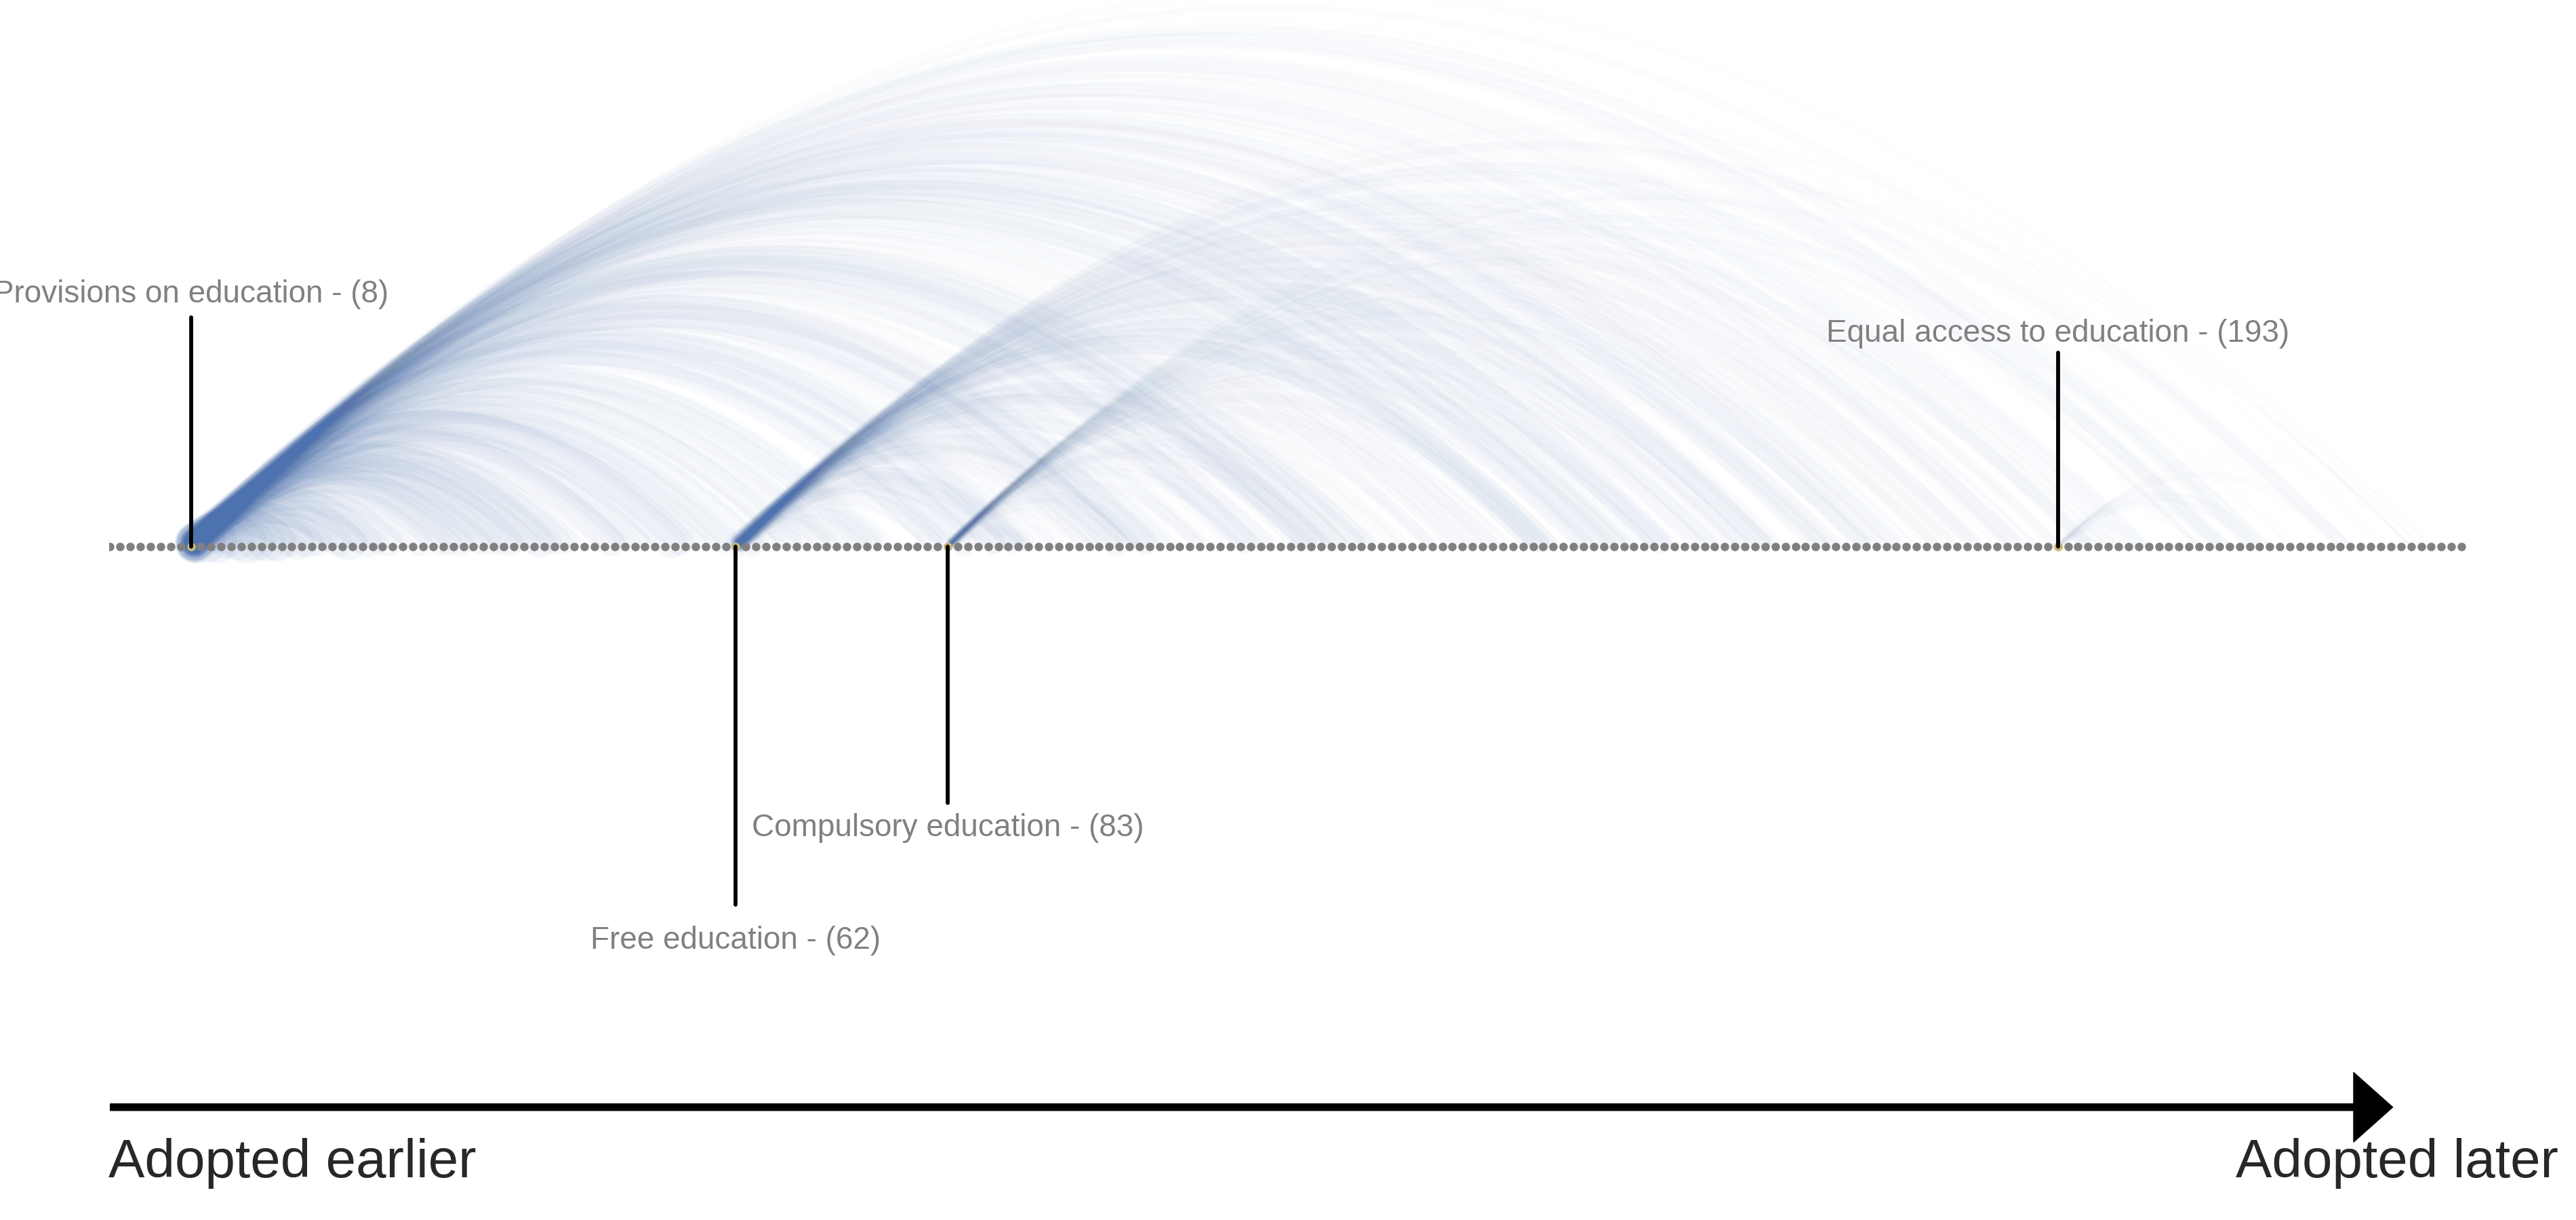 Provisions on education - (8)
Equal access to education - (193)
Compulsory education - (83)
Free education - (62)
Adopted earlier
Adopted later